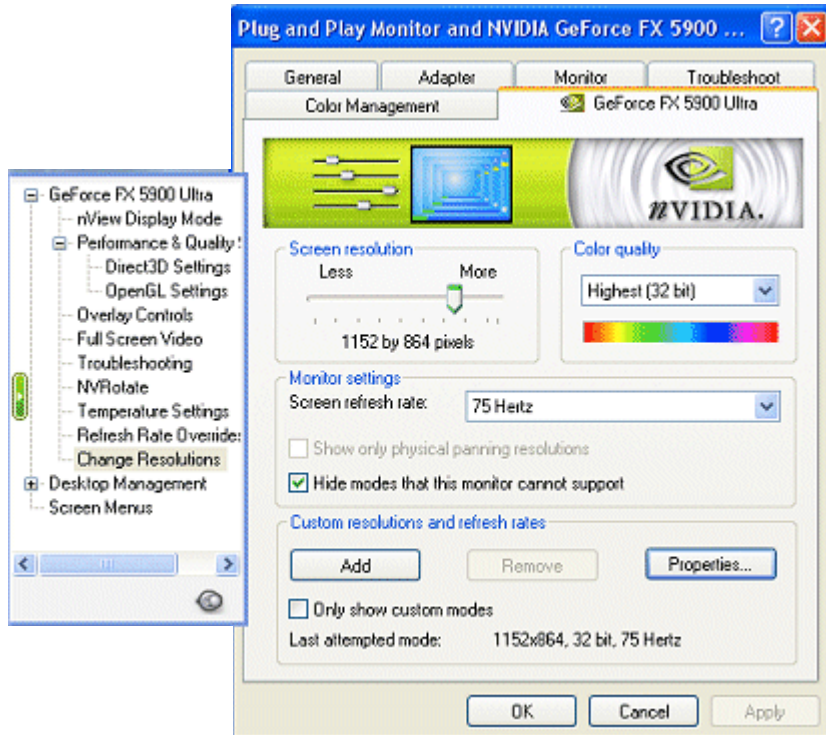 Plug and Play Monitor and NVIDIA GeForce FX 5900 ...
General Adapter Monitor Troubleshoot
Color Management GeForce FX 5900 Ultra
nVIDIA.
GeForce FX 5900 Ultra
nView Display Mode
Performance & Quality
Direct3D Settings
OpenGL Settings
Overlay Controls
Full Screen Video
Troubleshooting
NVRotate
Temperature Settings
Refresh Rate Overrides
Change Resolutions
Desktop Management
Screen Menus
Screen resolution
Less More
1152 by 864 pixels
Color quality
Highest (32 bit)
Monitor settings
Screen refresh rate: 75 Hertz
Show only physical panning resolutions
Hide modes that this monitor cannot support
Custom resolutions and refresh rates
Add Remove Properties...
Only show custom modes
Last attempted mode: 1152x864, 32 bit, 75 Hertz
OK Cancel Apply